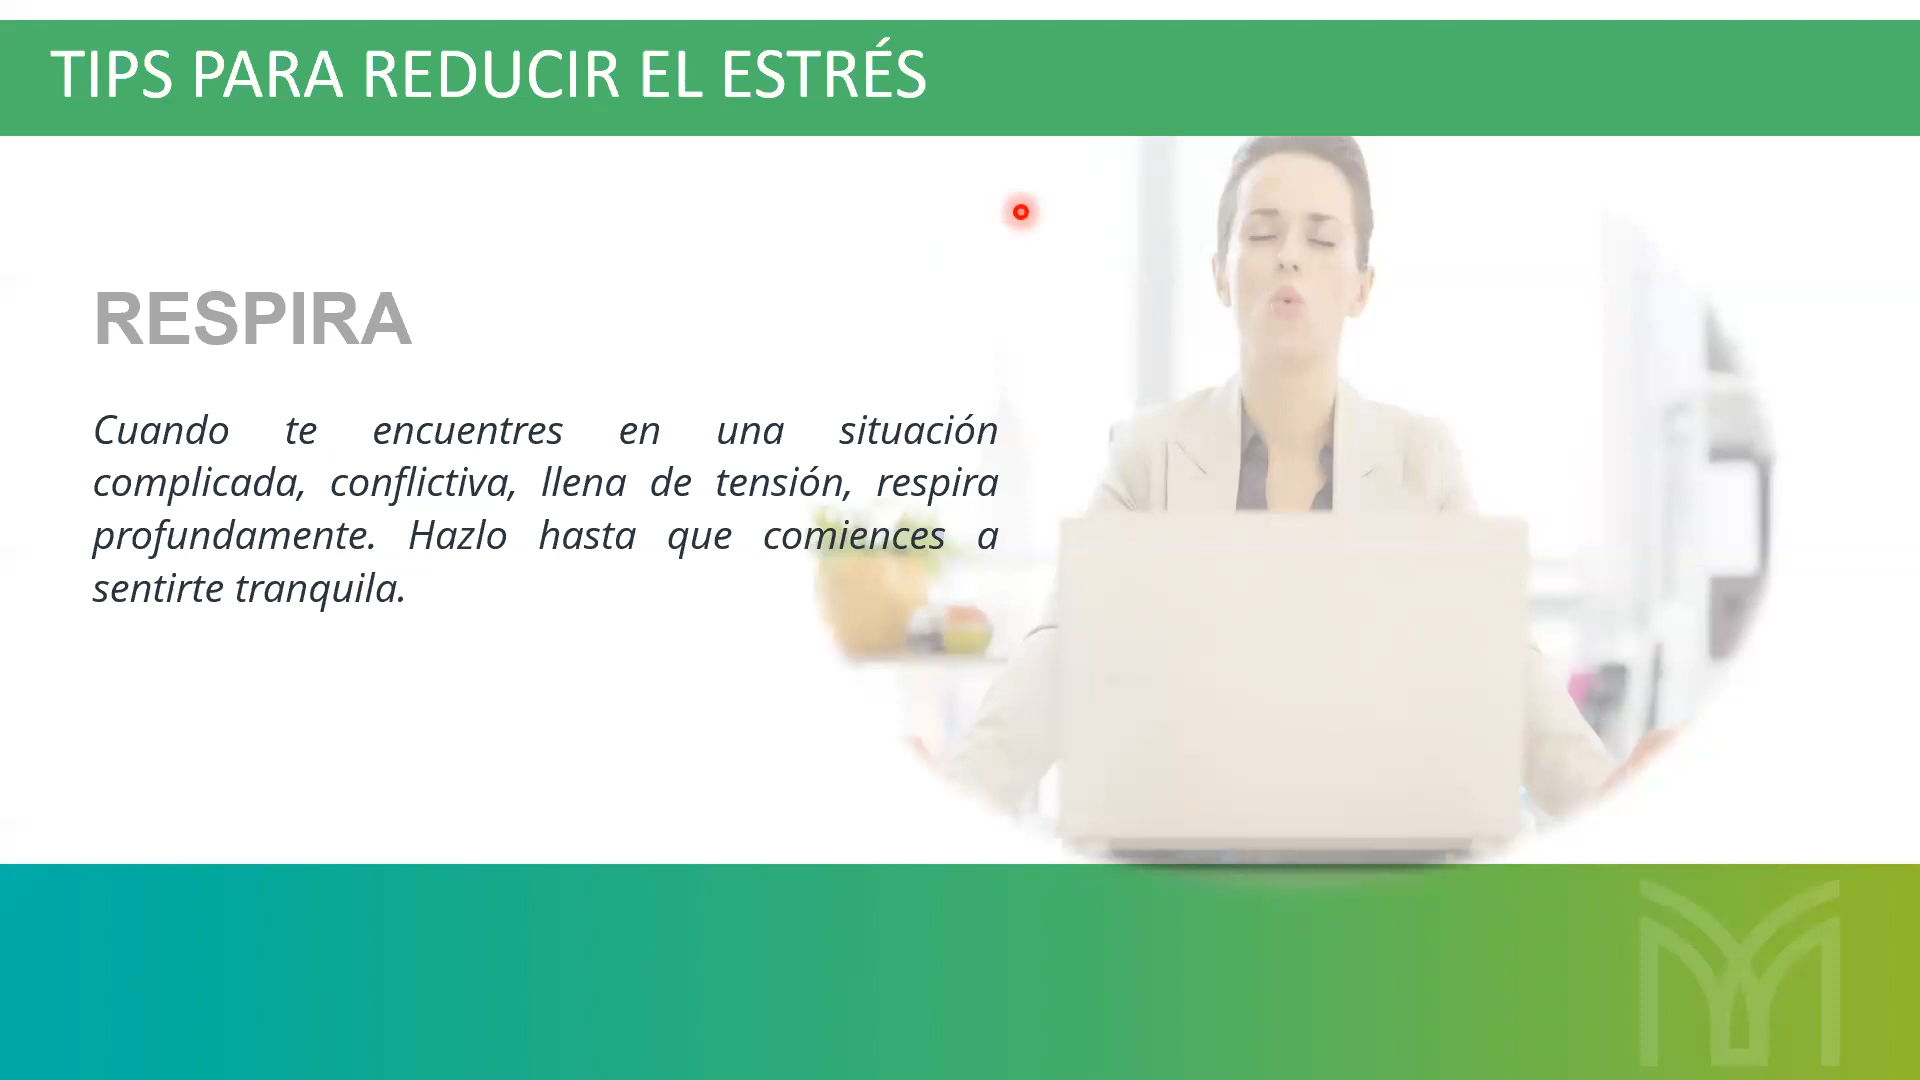 TIPS PARA REDUCIR EL ESTRÉS
RESPIRA
Cuando te encuentres en una situación
complicada, conflictiva, llena de tensión, respira
profundamente. Hazlo hasta que comiences a
sentirte tranquila.